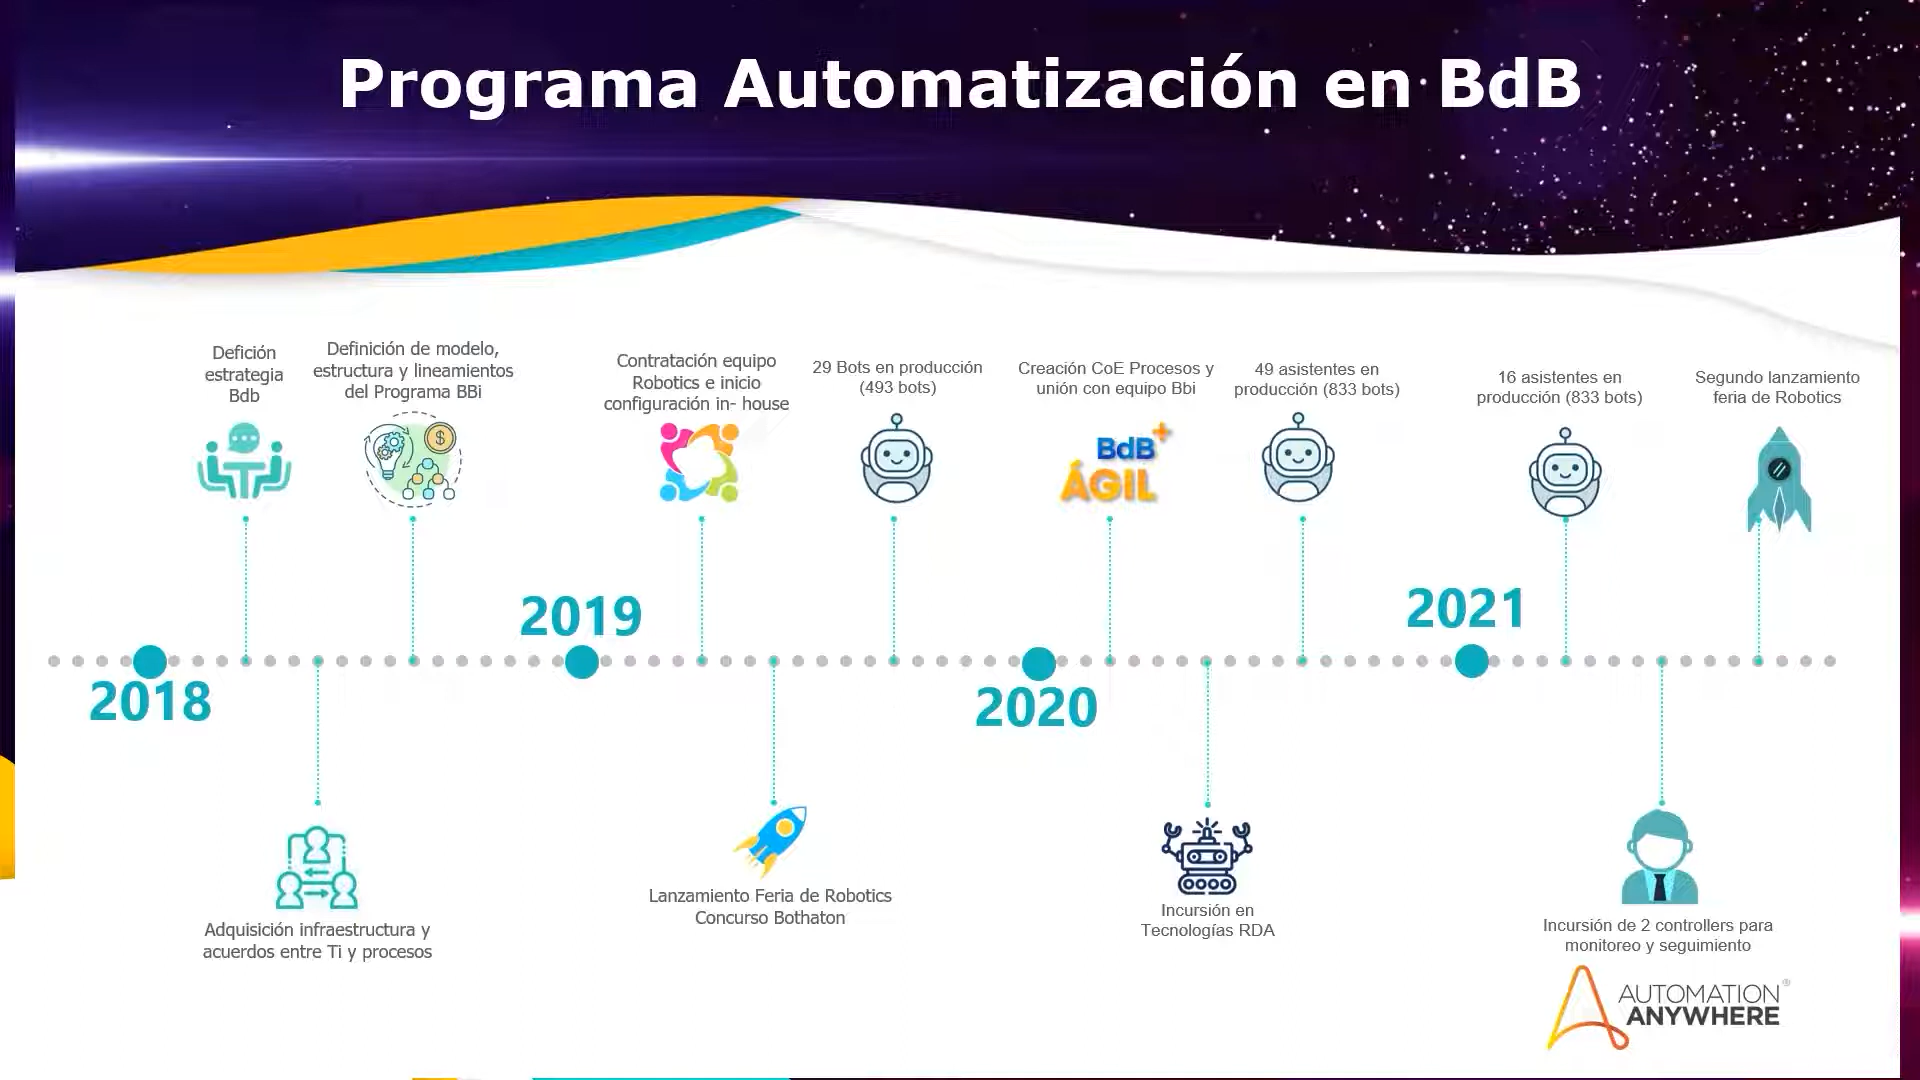 Programa Automatización en BdB
Defición
estrategia
Bdb
Definición de modelo,
estructura y lineamientos
del Programa BBi
Contratación equipo
Robotics e inicio
configuración in- house
29 Bots en producción
(493 bots)
Creación CoE Procesos y
unión con equipo Bbi
49 asistentes en
producción (833 bots)
16 asistentes en
producción (833 bots)
Segundo lanzamiento
feria de Robotics
$
BdB+
ÁGIL
2018
2019
2020
2021
Adquisición infraestructura y
acuerdos entre Ti y procesos
Lanzamiento Feria de Robotics
Concurso Bothaton
Incursión en
Tecnologías RDA
Incursión de 2 controllers para
monitoreo y seguimiento
AUTOMATION®
ANYWHERE